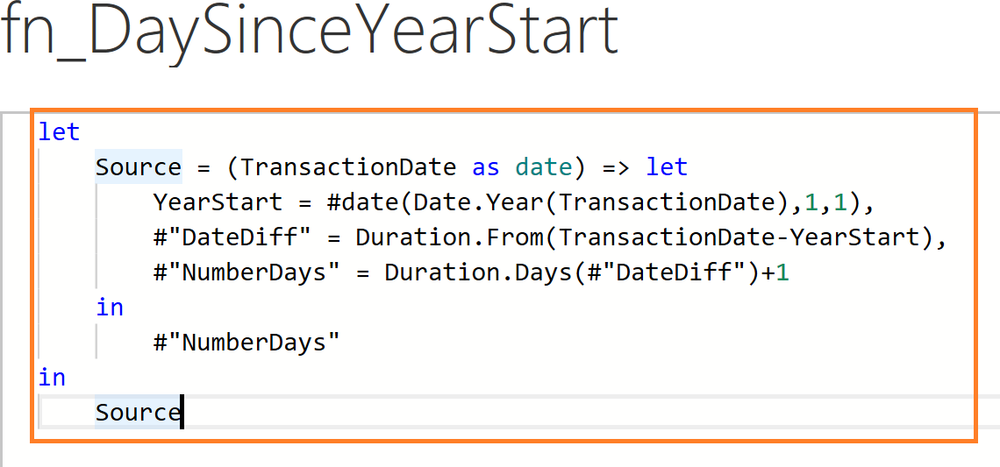 fn_DaySinceYearStart
let
Source = (TransactionDate as date) => let
YearStart = #date(Date.Year(TransactionDate),1,1),
#"DateDiff" = Duration.From(TransactionDate-YearStart),
#"NumberDays" = Duration.Days(#"DateDiff")+1
in
#"NumberDays"
in
Source